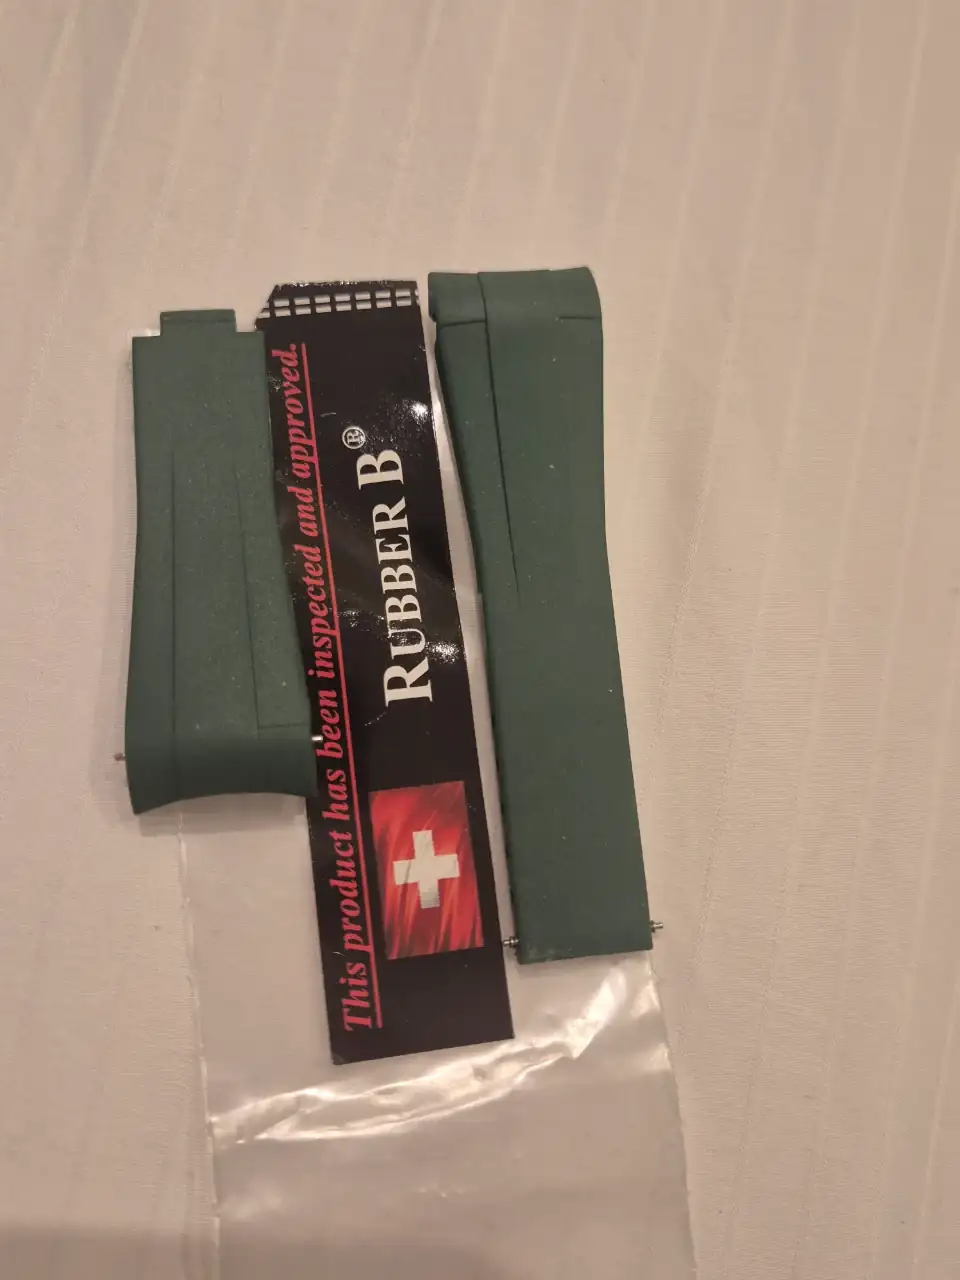 This product has been inspected and approved.
RUBBER B®